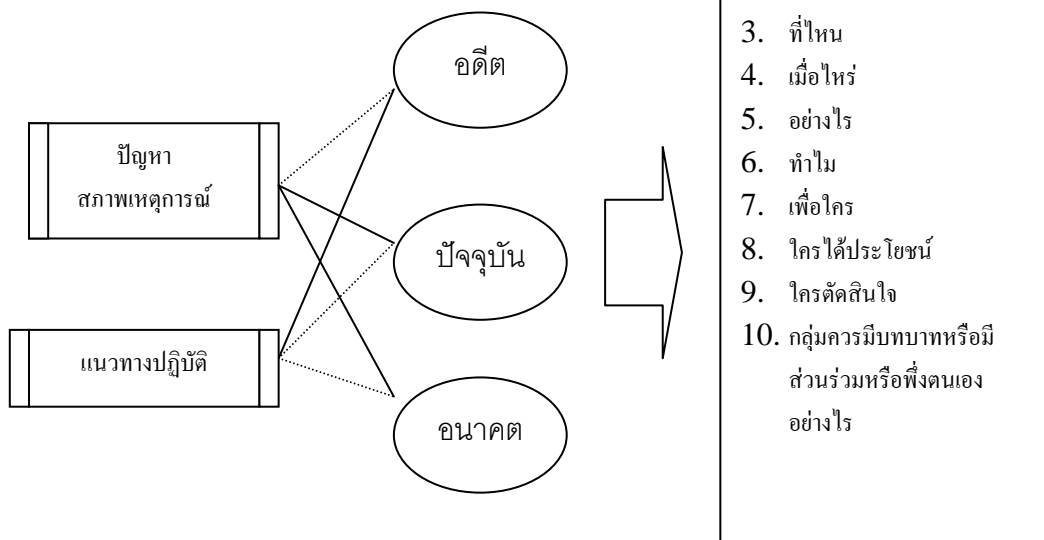 อดีต
ปัญหา
สภาพเหตุการณ์
ปัจจุบัน
แนวทางปฏิบัติ
อนาคต
3. ที่ไหน
4. เมื่อไหร่
5. อย่างไร
6. ทำไม
7. เพื่อใคร
8. ใครได้ประโยชน์
9. ใครตัดสินใจ
10. กลุ่มควรมีบทบาทหรือมี
ส่วนร่วมหรือพึ่งตนเอง
อย่างไร